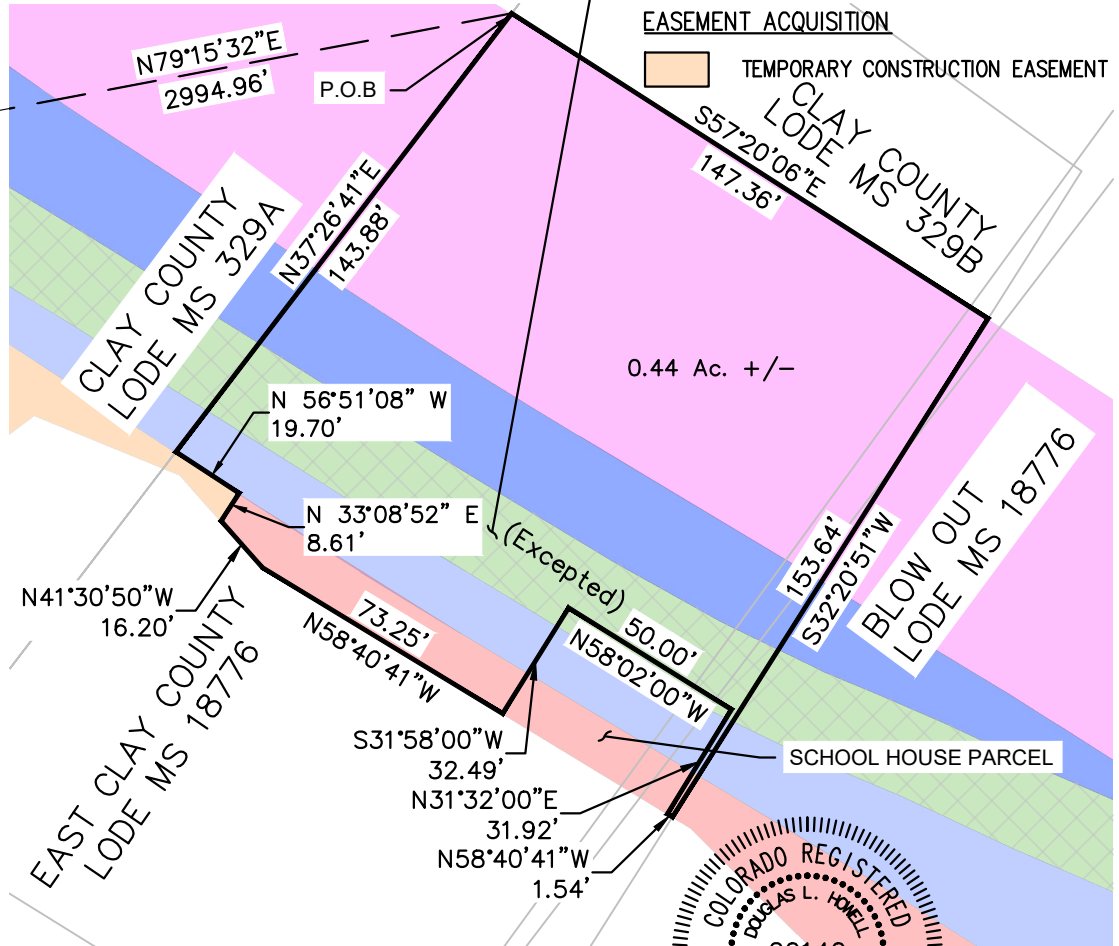 EASEMENT ACQUISITION
TEMPORARY CONSTRUCTION EASEMENT
N79°15'32"E
2994.96'
P.O.B
CLAY COUNTY
LODE MS 329B
S57°20'06"E
147.36'
N37°26'41"E
143.88'
CLAY COUNTY
LODE MS 329A
0.44 Ac. +/-
N 56°51'08" W
19.70'
N 33°08'52" E
8.61'
(Excepted)
153.64'
S32°20'51"W
BLOW OUT
LODE MS 18776
N41°30'50"W
16.20'
73.25'
N58°40'41"W
50.00'
N58°02'00"W
EAST CLAY COUNTY
LODE MS 18776
S31°58'00"W
32.49'
N31°32'00"E
31.92'
N58°40'41"W
1.54'
SCHOOL HOUSE PARCEL
COLORADO REGISTERED
DOUGLAS L. HOWELL